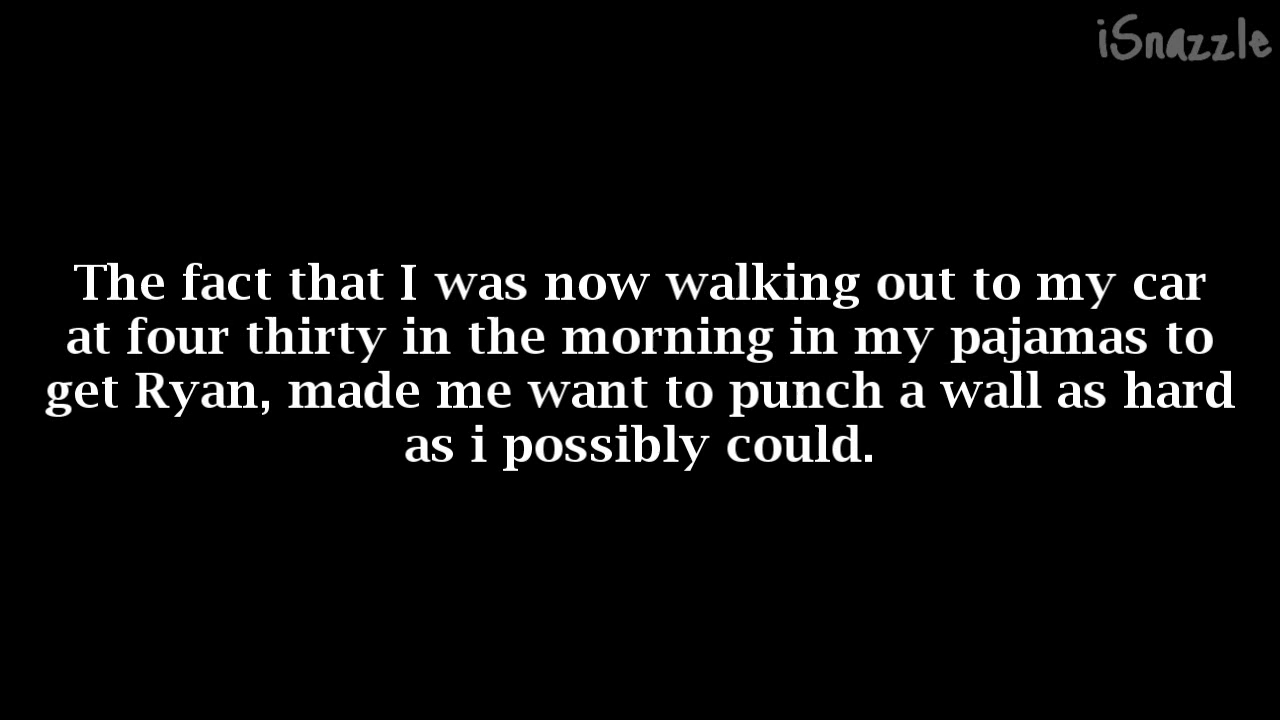 iSnazzle
The fact that I was now walking out to my car
at four thirty in the morning in my pajamas to
get Ryan, made me want to punch a wall as hard
as i possibly could.